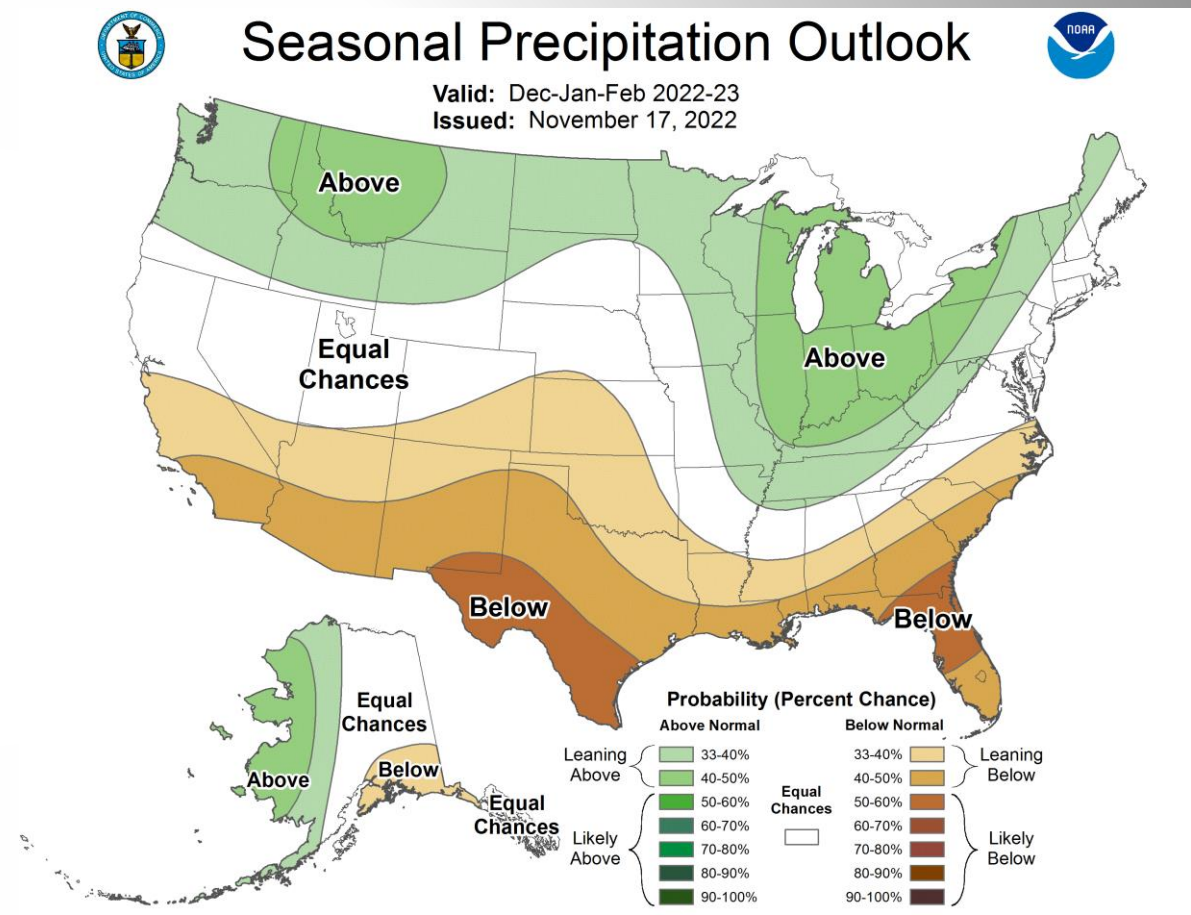 Seasonal Precipitation Outlook
NOAA
Valid: Dec-Jan-Feb 2022-23
Issued: November 17, 2022
Above
Equal
Chances
Above
Below
Below
Equal
Chances
Above
Below
Equal
Chances
Probability (Percent Chance)
Above Normal
Below Normal
Leaning
Above
33-40%
40-50%
Likely
Above
50-60%
60-70%
70-80%
80-90%
90-100%
Equal
Chances
33-40%
40-50%
Leaning
Below
50-60%
60-70%
70-80%
80-90%
90-100%
Likely
Below